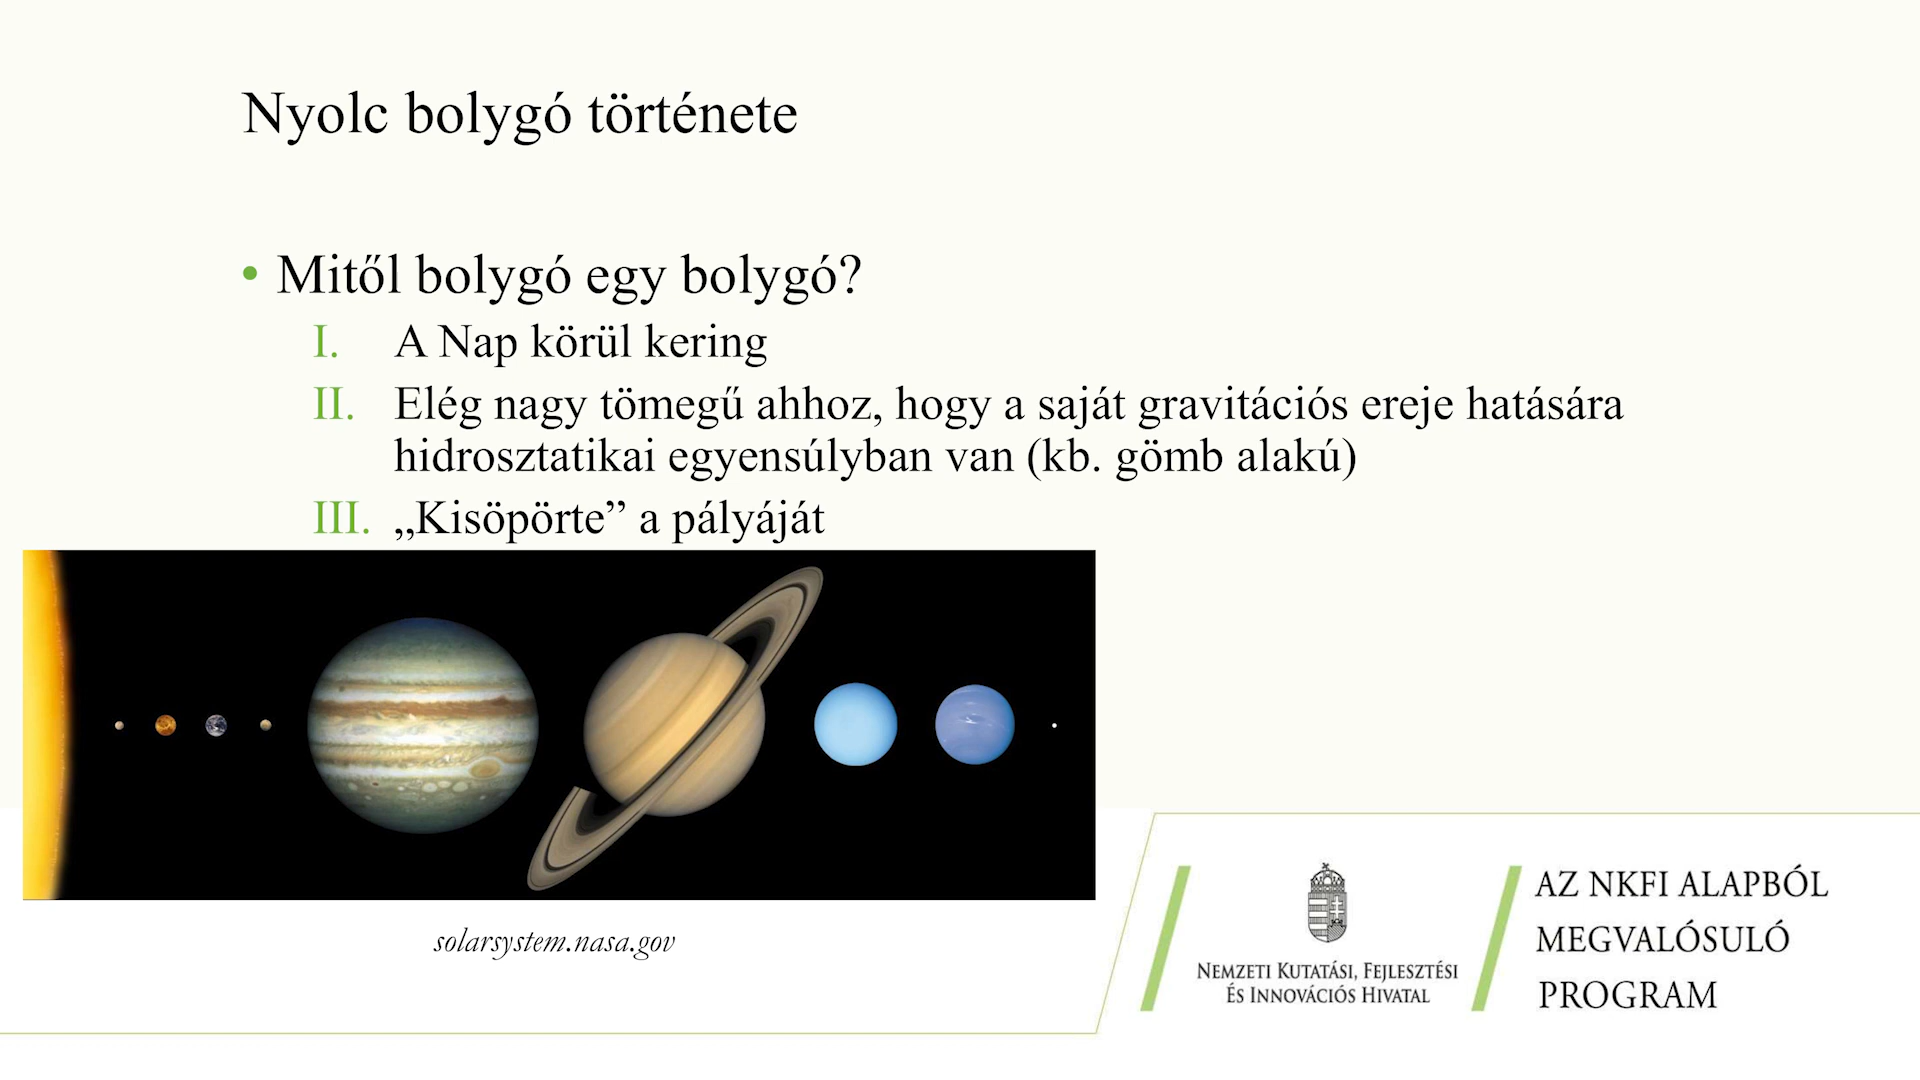 Nyolc bolygó története
• Mitől bolygó egy bolygó?
I. A Nap körül kering
II. Elég nagy tömegű ahhoz, hogy a saját gravitációs ereje hatására
hidrosztatikai egyensúlyban van (kb. gömb alakú)
III. „Kisöpörte” a pályáját
solarsystem.nasa.gov
NEMZETI KUTATÁSI, FEJLESZTÉSI
ÉS INNOVÁCIÓS HIVATAL
AZ NKFI ALAPBÓL
MEGVALÓSULÓ
PROGRAM